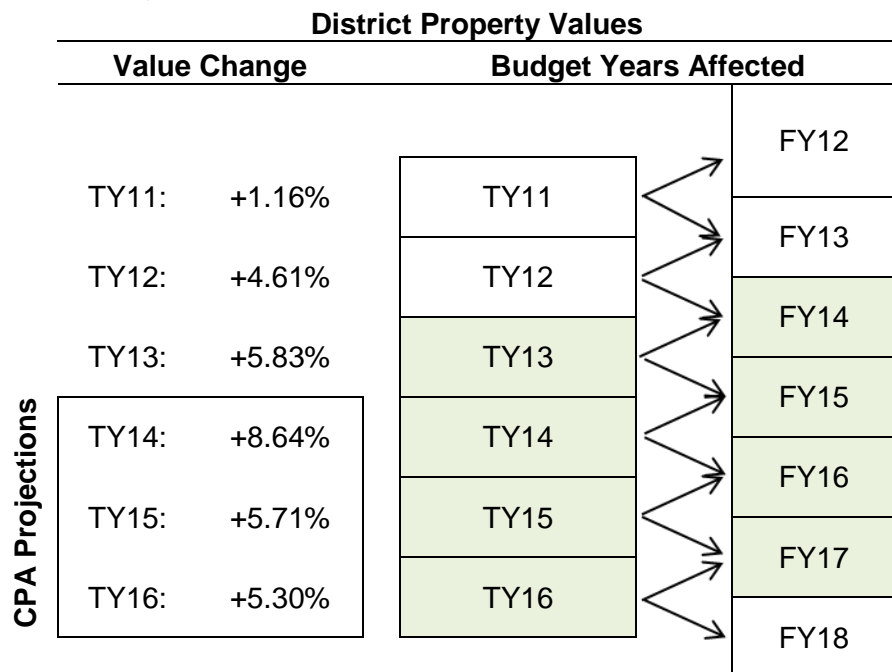 District Property Values
Value Change Budget Years Affected
FY12
TY11: +1.16% TY11
FY13
TY12: +4.61% TY12
FY14
TY13: +5.83% TY13
FY15
CPA Projections
TY14: +8.64% TY14
FY16
TY15: +5.71% TY15
FY17
TY16: +5.30% TY16
FY18